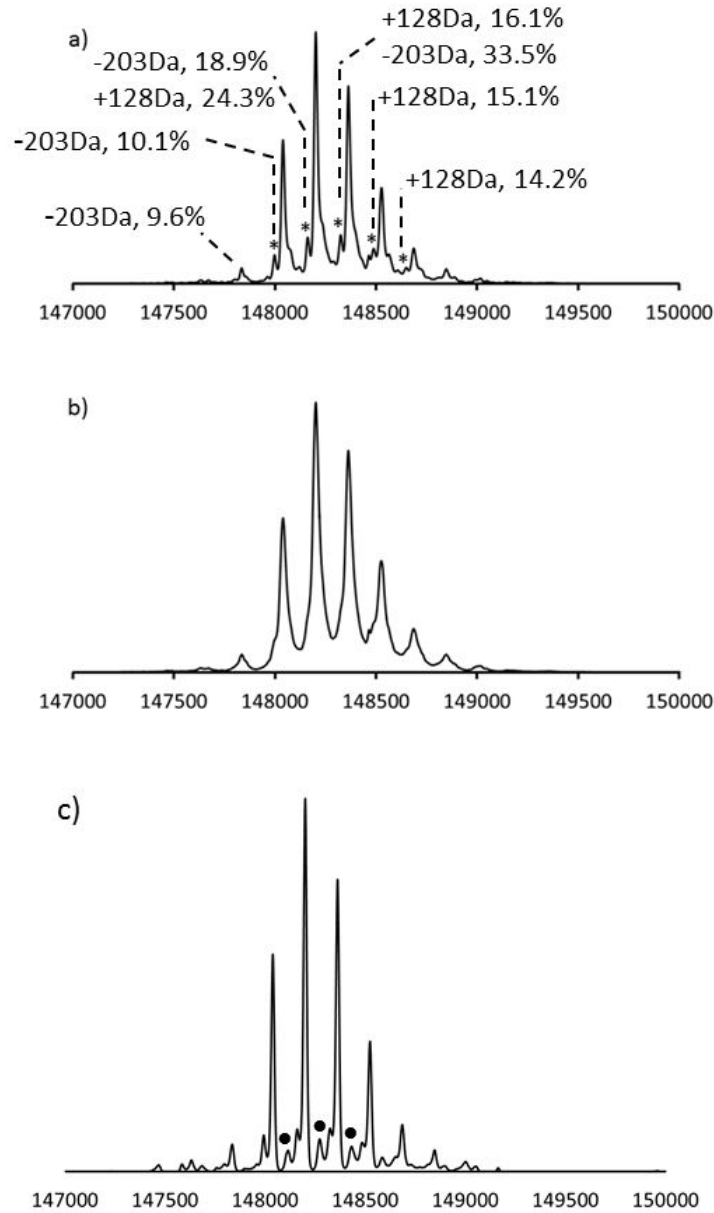 a)
+128Da, 16.1%
-203Da, 33.5%
-203Da, 18.9%
+128Da, 24.3%
+128Da, 15.1%
-203Da, 10.1%
+128Da, 14.2%
-203Da, 9.6%
* * * * *
147000 147500 148000 148500 149000 149500 150000
b)
147000 147500 148000 148500 149000 149500 150000
c)
147000 147500 148000 148500 149000 149500 150000